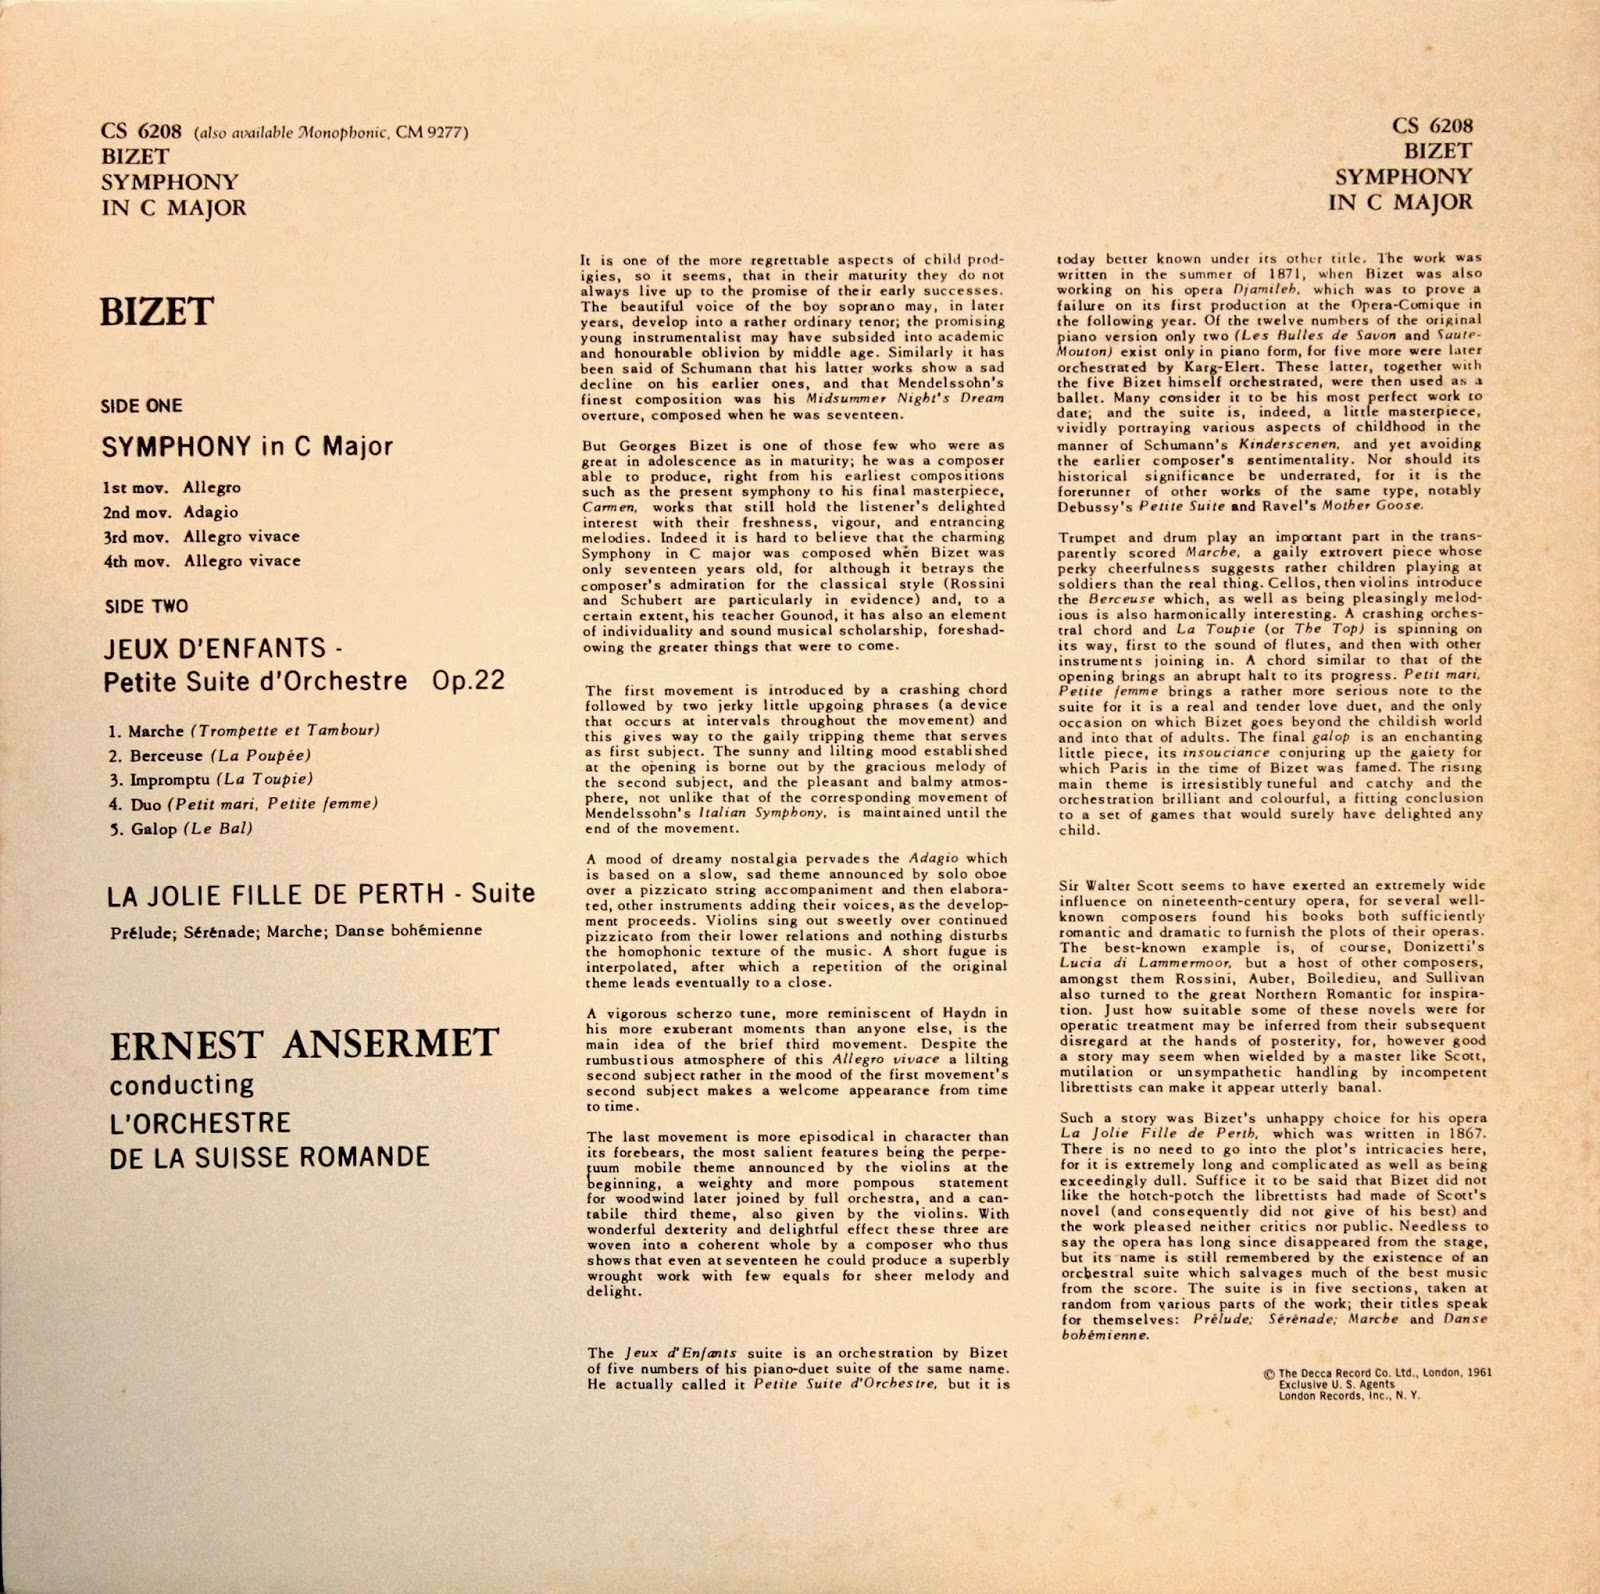 CS 6208 (also available Monophonic, CM 9277)
BIZET
SYMPHONY
IN C MAJOR
CS 6208
BIZET
SYMPHONY
IN C MAJOR
BIZET
SIDE ONE
SYMPHONY in C Major
1st mov. Allegro
2nd mov. Adagio
3rd mov. Allegro vivace
4th mov. Allegro vivace
SIDE TWO
JEUX D'ENFANTS -
Petite Suite d'Orchestre Op.22
1. Marche (Trompette et Tambour)
2. Berceuse (La Poupée)
3. Impromptu (La Toupie)
4. Duo (Petit mari, Petite femme)
5. Galop (Le Bal)
LA JOLIE FILLE DE PERTH - Suite
Prélude; Sérénade; Marche; Danse bohémienne
ERNEST ANSERMET
conducting
L'ORCHESTRE
DE LA SUISSE ROMANDE
It is one of the more regrettable aspects of child prod-
igies, so it seems, that in their maturity they do not
always live up to the promise of their early successes.
The beautiful voice of the boy soprano may, in later
years, develop into a rather ordinary tenor; the promising
young instrumentalist may have subsided into academic
and honourable oblivion by middle age. Similarly it has
been said of Schumann that his latter works show a sad
decline on his earlier ones, and that Mendelssohn's
finest composition was his Midsummer Night's Dream
overture, composed when he was seventeen.
But Georges Bizet is one of those few who were as
great in adolescence as in maturity; he was a composer
able to produce, right from his earliest compositions
such as the present symphony to his final masterpiece,
Carmen, works that still hold the listener's delighted
interest with their freshness, vigour, and entrancing
melodies. Indeed it is hard to believe that the charming
Symphony in C major was composed when Bizet was
only seventeen years old, for although it betrays the
composer's admiration for the classical style (Rossini
and Schubert are particularly in evidence) and, to a
certain extent, his teacher Gounod, it has also an element
of individuality and sound musical scholarship, foreshad-
owing the greater things that were to come.
The first movement is introduced by a crashing chord
followed by two jerky little upgoing phrases (a device
that occurs at intervals throughout the movement) and
this gives way to the gaily tripping theme that serves
as first subject. The sunny and lilting mood established
at the opening is borne out by the gracious melody of
the second subject, and the pleasant and balmy atmos-
phere, not unlike that of the corresponding movement of
Mendelssohn's Italian Symphony, is maintained until the
end of the movement.
A mood of dreamy nostalgia pervades the Adagio which
is based on a slow, sad theme announced by solo oboe
over a pizzicato string accompaniment and then elabora-
ted, other instruments adding their voices, as the develop-
ment proceeds. Violins sing out sweetly over continued
pizzicato from their lower relations and nothing disturbs
the homophonic texture of the music. A short fugue is
interpolated, after which a repetition of the original
theme leads eventually to a close.
A vigorous scherzo tune, more reminiscent of Haydn in
his more exuberant moments than anyone else, is the
main idea of the brief third movement. Despite the
rumbustious atmosphere of this Allegro vivace a lilting
second subject rather in the mood of the first movement's
second subject makes a welcome appearance from time
to time.
The last movement is more episodical in character than
its forebears, the most salient features being the perpe-
tuum mobile theme announced by the violins at the
beginning, a weighty and more pompous statement
for woodwind later joined by full orchestra, and a can-
tabile third theme, also given by the violins. With
wonderful dexterity and delightful effect these three are
woven into a coherent whole by a composer who thus
shows that even at seventeen he could produce a superbly
wrought work with few equals for sheer melody and
delight.
The Jeux d'Enfants suite is an orchestration by Bizet
of five numbers of his piano-duet suite of the same name.
He actually called it Petite Suite d'Orchestre, but it is
today better known under its other title. The work was
written in the summer of 1871, when Bizet was also
working on his opera Djamileh, which was to prove a
failure on its first production at the Opera-Comique in
the following year. Of the twelve numbers of the original
piano version only two (Les Bulles de Savon and Saute-
Mouton) exist only in piano form, for five more were later
orchestrated by Karg-Elert. These latter, together with
the five Bizet himself orchestrated, were then used as a
ballet. Many consider it to be his most perfect work to
date; and the suite is, indeed, a little masterpiece,
vividly portraying various aspects of childhood in the
manner of Schumann's Kinderscenen, and yet avoiding
the earlier composer's sentimentality. Nor should its
historical significance be underrated, for it is the
forerunner of other works of the same type, notably
Debussy's Petite Suite and Ravel's Mother Goose.
Trumpet and drum play an important part in the trans-
parently scored Marche, a gaily extrovert piece whose
perky cheerfulness suggests rather children playing at
soldiers than the real thing. Cellos, then violins introduce
the Berceuse which, as well as being pleasingly melod-
ious is also harmonically interesting. A crashing orches-
tral chord and La Toupie (or The Top) is spinning on
its way, first to the sound of flutes, and then with other
instruments joining in. A chord similar to that of the
opening brings an abrupt halt to its progress. Petit mari,
Petite femme brings a rather more serious note to the
suite for it is a real and tender love duet, and the only
occasion on which Bizet goes beyond the childish world
and into that of adults. The final galop is an enchanting
little piece, its insouciance conjuring up the gaiety for
which Paris in the time of Bizet was famed. The rising
main theme is irresistibly tuneful and catchy and the
orchestration brilliant and colourful, a fitting conclusion
to a set of games that would surely have delighted any
child.
Sir Walter Scott seems to have exerted an extremely wide
influence on nineteenth-century opera, for several well-
known composers found his books both sufficiently
romantic and dramatic to furnish the plots of their operas.
The best-known example is, of course, Donizetti's
Lucia di Lammermoor, but a host of other composers,
amongst them Rossini, Auber, Boiledieu, and Sullivan
also turned to the great Northern Romantic for inspira-
tion. Just how suitable some of these novels were for
operatic treatment may be inferred from their subsequent
disregard at the hands of posterity, for, however good
a story may seem when wielded by a master like Scott,
mutilation or unsympathetic handling by incompetent
librettists can make it appear utterly banal.
Such a story was Bizet's unhappy choice for his opera
La Jolie Fille de Perth, which was written in 1867.
There is no need to go into the plot's intricacies here,
for it is extremely long and complicated as well as being
exceedingly dull. Suffice it to be said that Bizet did not
like the hotch-potch the librettists had made of Scott's
novel (and consequently did not give of his best) and
the work pleased neither critics nor public. Needless to
say the opera has long since disappeared from the stage,
but its name is still remembered by the existence of an
orchestral suite which salvages much of the best music
from the score. The suite is in five sections, taken at
random from various parts of the work; their titles speak
for themselves: Prélude; Sérénade; Marche and Danse
bohémienne.
© The Decca Record Co. Ltd., London, 1961
Exclusive U. S. Agents
London Records, Inc., N. Y.